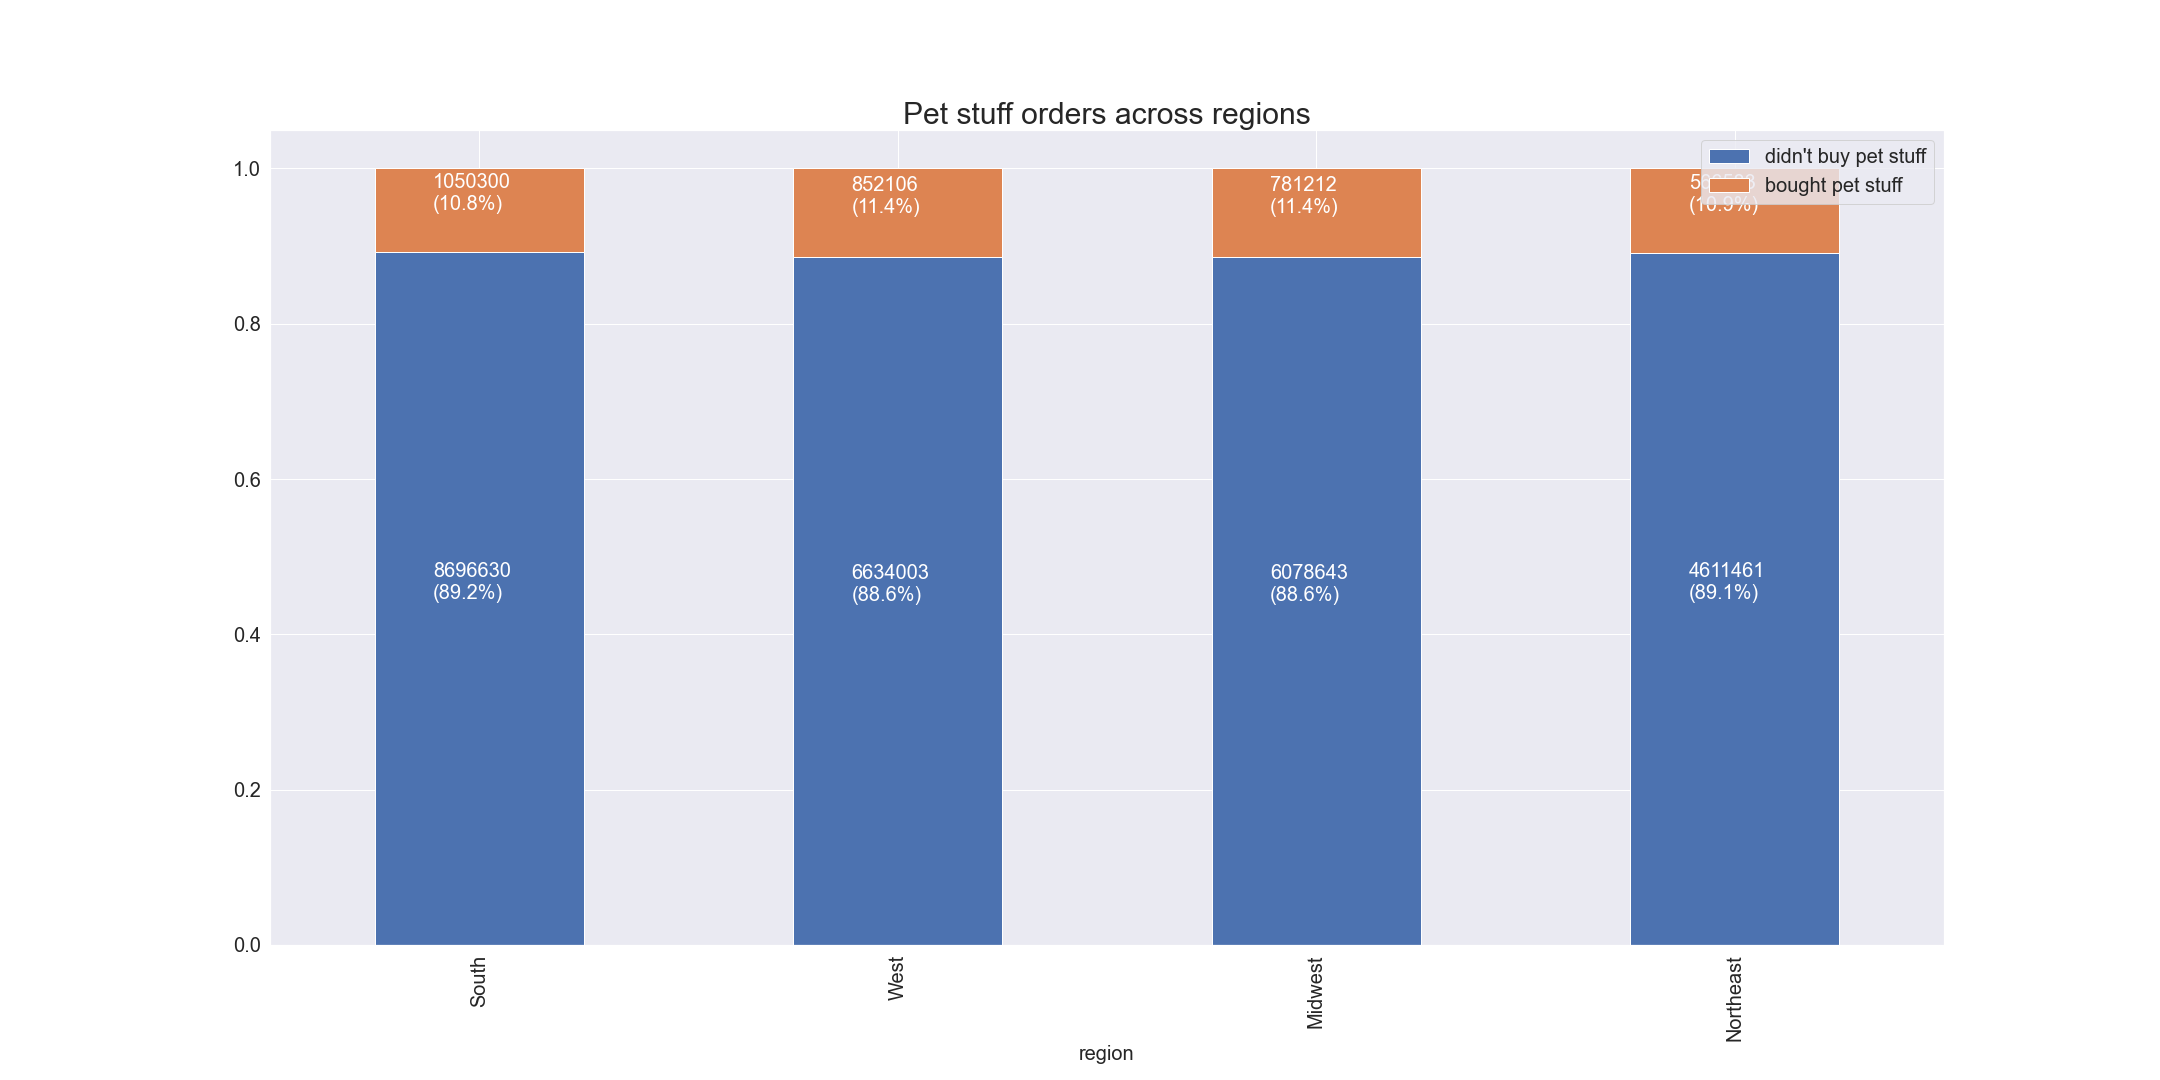 Pet stuff orders across regions
didn't buy pet stuff
bought pet stuff
1.0
0.8
0.6
0.4
0.2
0.0
1050300
(10.8%)
852106
(11.4%)
781212
(11.4%)
(10.9%)
8696630
(89.2%)
6634003
(88.6%)
6078643
(88.6%)
4611461
(89.1%)
South
West
Midwest
Northeast
region